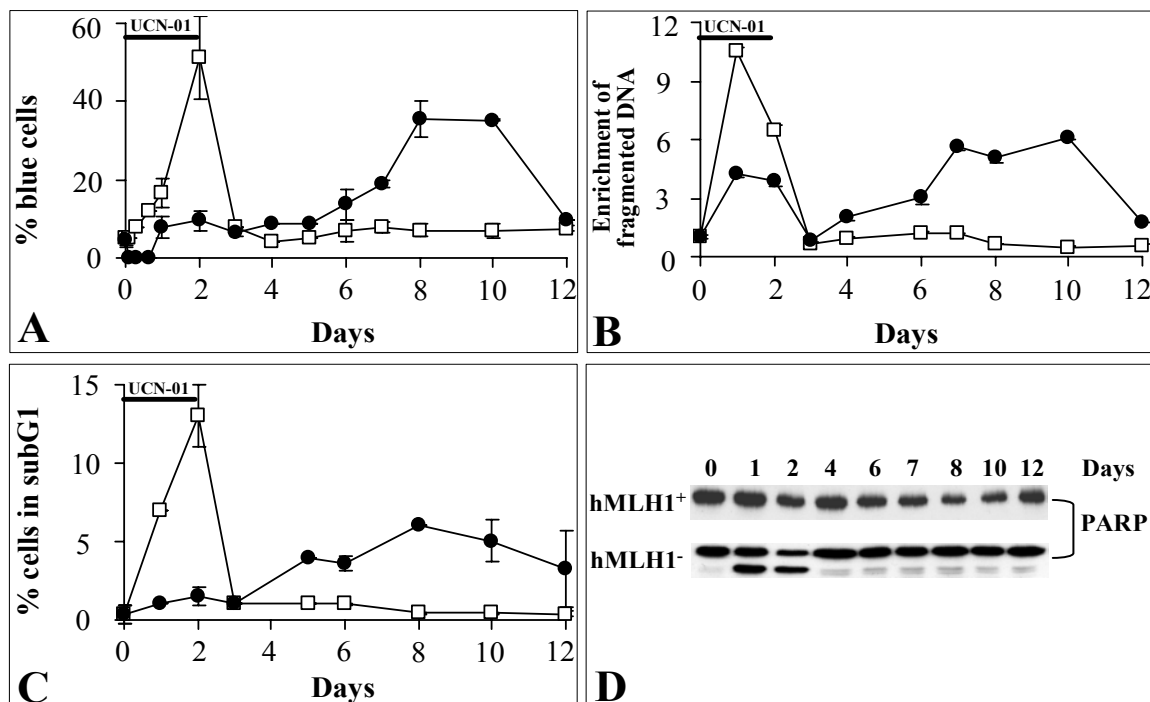 UCN-01
% blue cells
60
40
20
0
0 2 4 6 8 10 12
Days
A
UCN-01
Enrichment of
fragmented DNA
12
9
6
3
0
0 2 4 6 8 10 12
Days
B
UCN-01
% cells in subG1
15
10
5
0
0 2 4 6 8 10 12
Days
C
0 1 2 4 6 7 8 10 12 Days
hMLH1+
PARP
hMLH1-
D